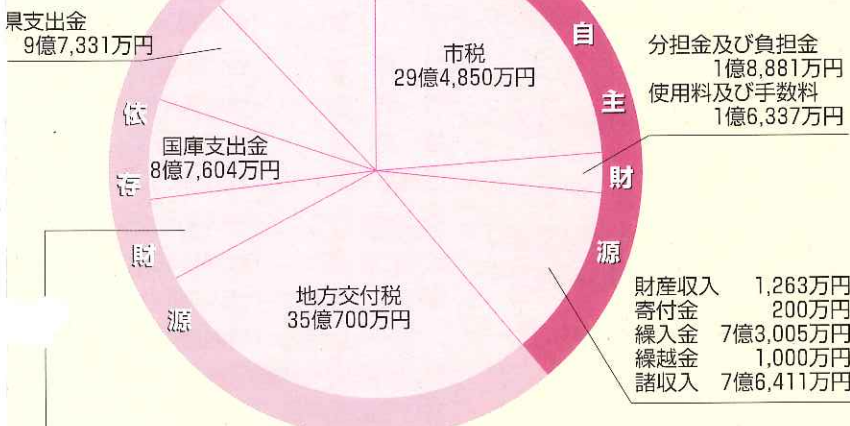 県支出金
9億7,331万円
市税
29億4,850万円
自主財源
分担金及び負担金
1億8,881万円
使用料及び手数料
1億6,337万円
国庫支出金
8億7,604万円
依存財源
地方交付税
35億700万円
財産収入 1,263万円
寄付金 200万円
繰入金 7億3,005万円
繰越金 1,000万円
諸収入 7億6,411万円